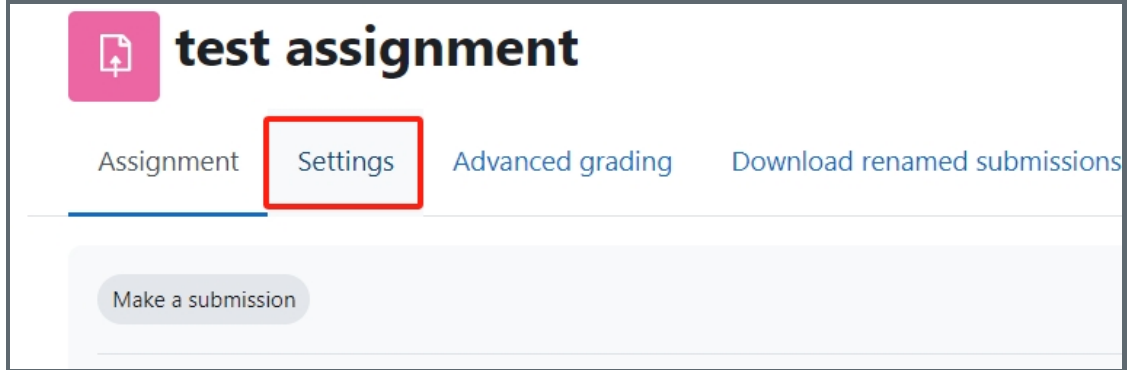 test assignment
Assignment Settings Advanced grading Download renamed submissions
Make a submission